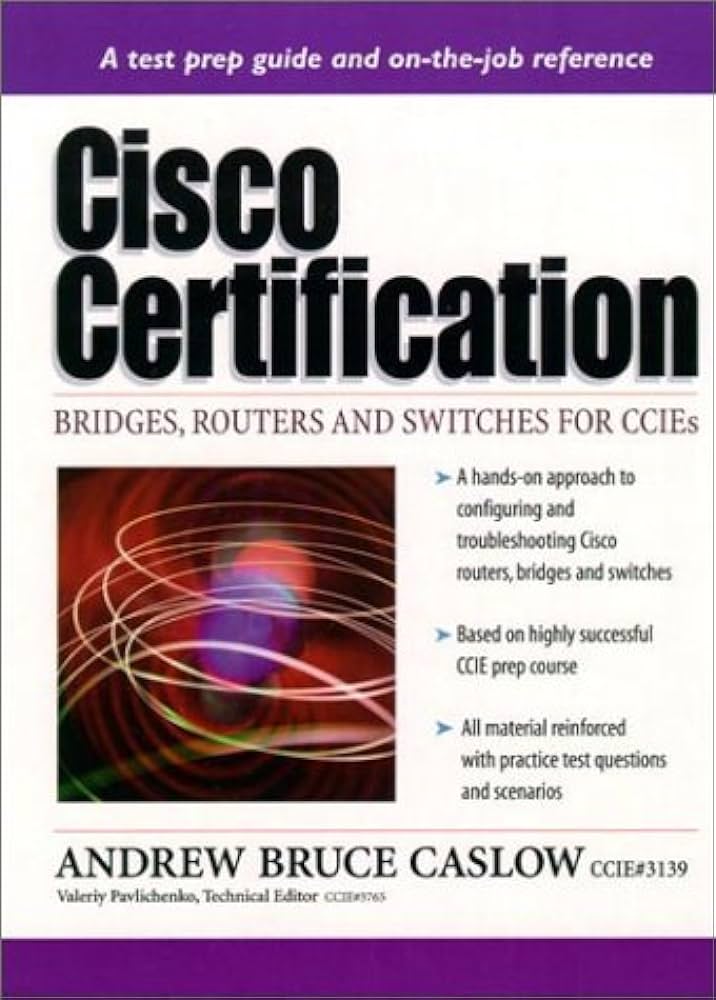 A test prep guide and on-the-job reference
Cisco
Certification
BRIDGES, ROUTERS AND SWITCHES FOR CCIEs
➤ A hands-on approach to
configuring and
troubleshooting Cisco
routers, bridges and switches
➤ Based on highly successful
CCIE prep course
➤ All material reinforced
with practice test questions
and scenarios
ANDREW BRUCE CASLOW CCIE#3139
Valeriy Pavlichenko, Technical Editor CCIE#3765